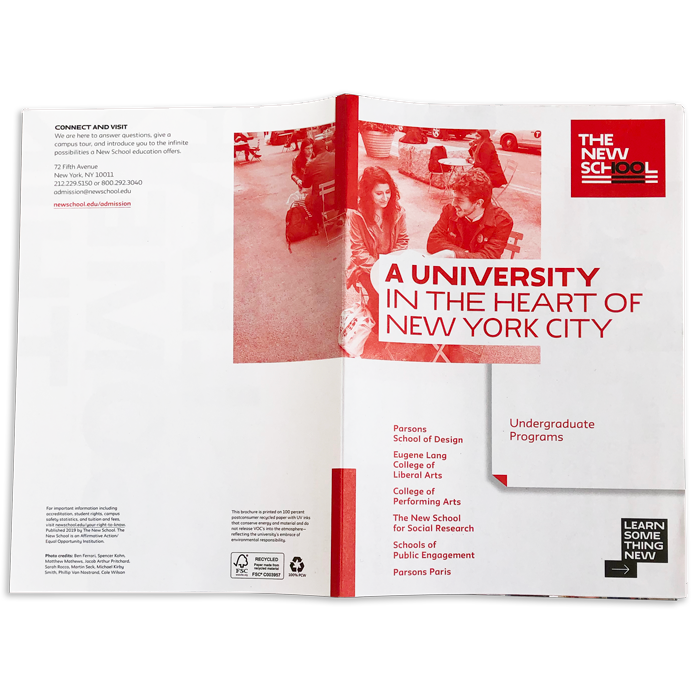 CONNECT AND VISIT
We are here to answer questions, give a
campus tour, and introduce you to the infinite
possibilities a New School education offers.
72 Fifth Avenue
New York, NY 10011
212.229.5150 or 800.292.3040
admission@newschool.edu
newschool.edu/admission
For important information including
accreditation, student rights, campus
safety statistics, and tuition and fees,
visit newschool.edu/your-right-to-know.
Published 2019 by The New School. The
New School is an Affirmative Action/
Equal Opportunity Institution.
Photo credits: Ben Ferrari, Spencer Kohn,
Matthew Mathews, Jacob Arthur Pritchard,
Sarah Rocco, Martin Seck, Michael Kirby
Smith, Phillip Van Nostrand, Cole Wilson
This brochure is printed on 100 percent
postconsumer recycled paper with UV inks
that conserve energy and material and do
not release VOC's into the atmosphere—
reflecting the university's embrace of
environmental responsibility.
FSC
RECYCLED
Paper made from
recycled material
FSC® C003957
100% PCW
THE
NEW
SCHOOL
A UNIVERSITY
IN THE HEART OF
NEW YORK CITY
Undergraduate
Programs
Parsons
School of Design
Eugene Lang
College of
Liberal Arts
College of
Performing Arts
The New School
for Social Research
Schools of
Public Engagement
Parsons Paris
LEARN
SOME
THING
NEW